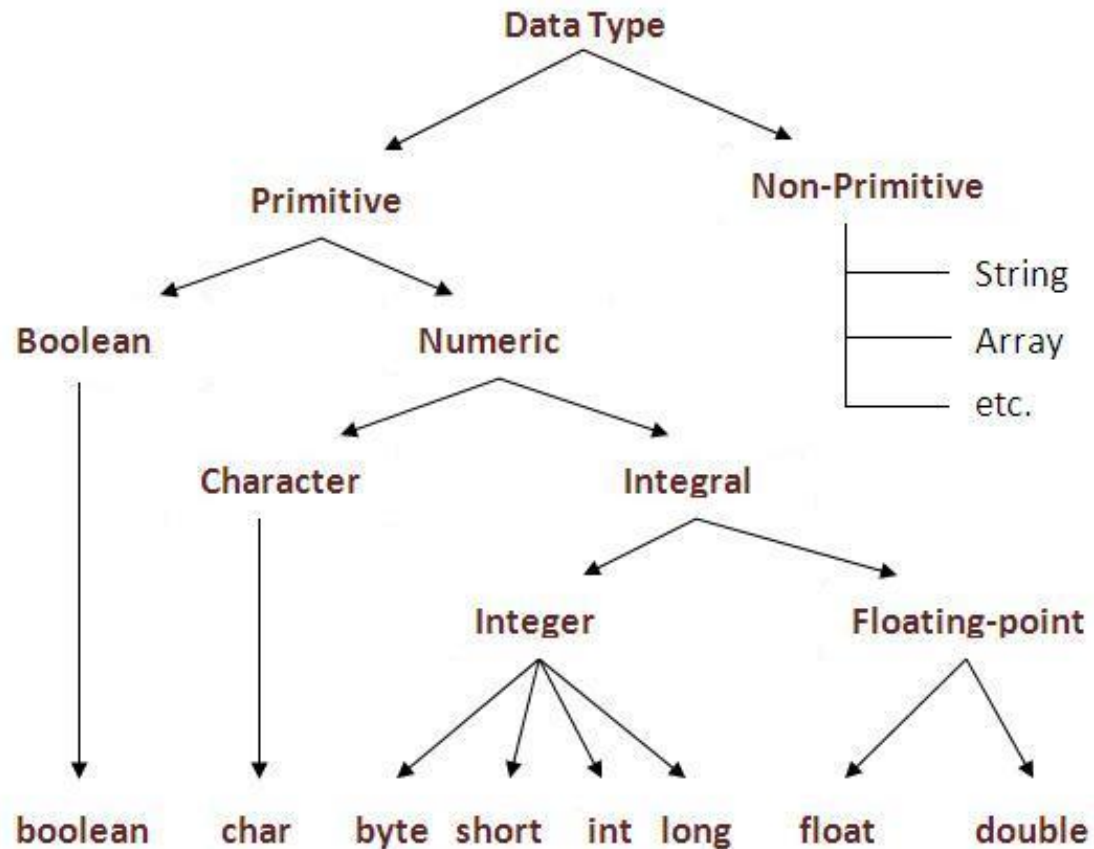 Data Type
Primitive
Non-Primitive
String
Array
etc.
Boolean
Numeric
Character
Integral
Integer
Floating-point
boolean
char
byte
short
int
long
float
double